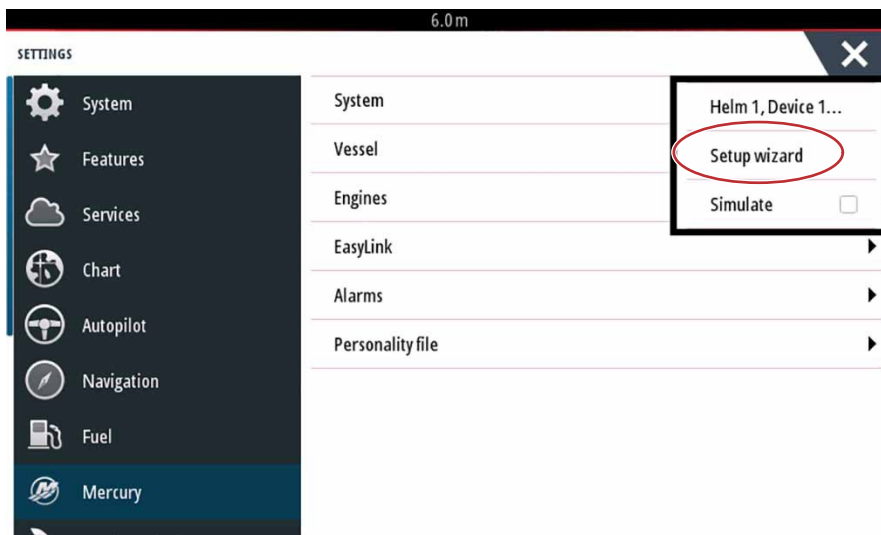 6.0 m
SETTINGS
System
Features
Services
Chart
Autopilot
Navigation
Fuel
Mercury
System
Vessel
Engines
EasyLink
Alarms
Personality file
Helm 1, Device 1...
Setup wizard
Simulate